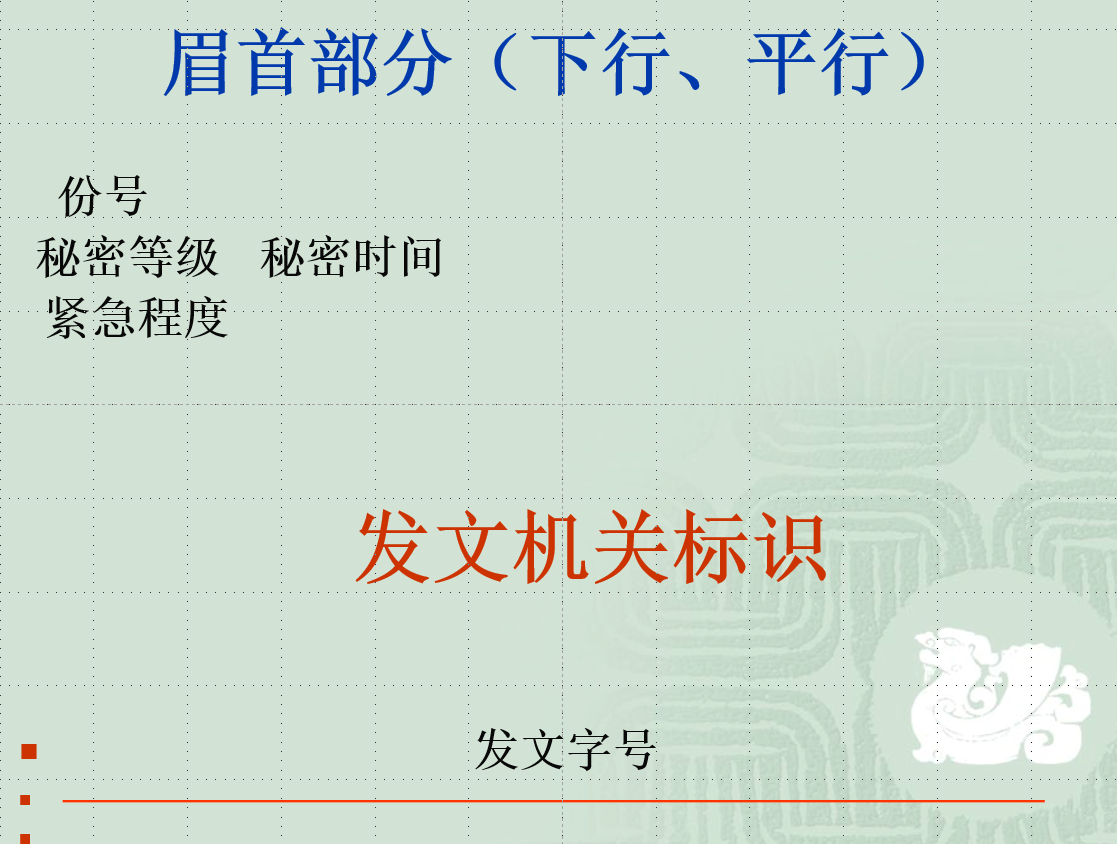 眉首部分（下行、平行）
份号
秘密等级 秘密时间
紧急程度
发文机关标识
发文字号